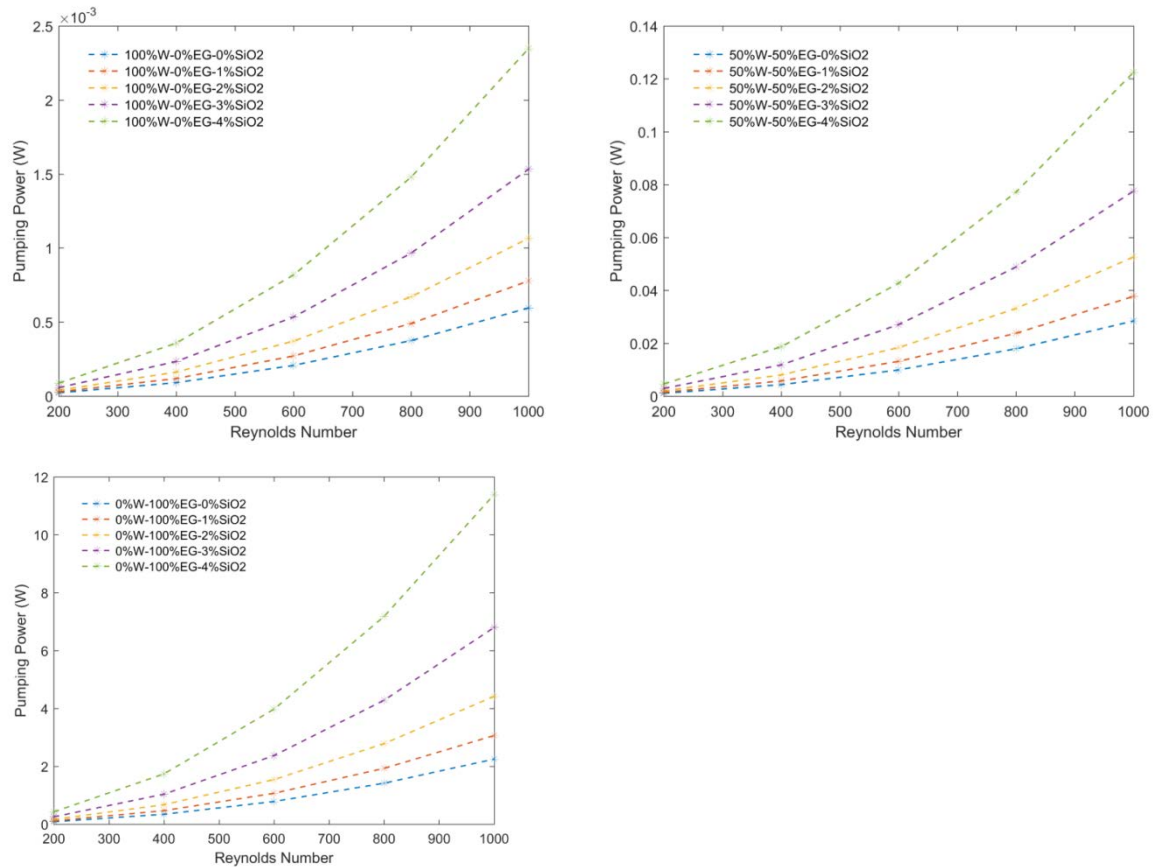 ×10⁻³
2.5
2
1.5
1
0.5
0
Pumping Power (W)
100%W-0%EG-0%SiO2
100%W-0%EG-1%SiO2
100%W-0%EG-2%SiO2
100%W-0%EG-3%SiO2
100%W-0%EG-4%SiO2
200 300 400 500 600 700 800 900 1000
Reynolds Number
0.14
0.12
0.1
0.08
0.06
0.04
0.02
0
Pumping Power (W)
50%W-50%EG-0%SiO2
50%W-50%EG-1%SiO2
50%W-50%EG-2%SiO2
50%W-50%EG-3%SiO2
50%W-50%EG-4%SiO2
200 300 400 500 600 700 800 900 1000
Reynolds Number
12
10
8
6
4
2
0
Pumping Power (W)
0%W-100%EG-0%SiO2
0%W-100%EG-1%SiO2
0%W-100%EG-2%SiO2
0%W-100%EG-3%SiO2
0%W-100%EG-4%SiO2
200 300 400 500 600 700 800 900 1000
Reynolds Number